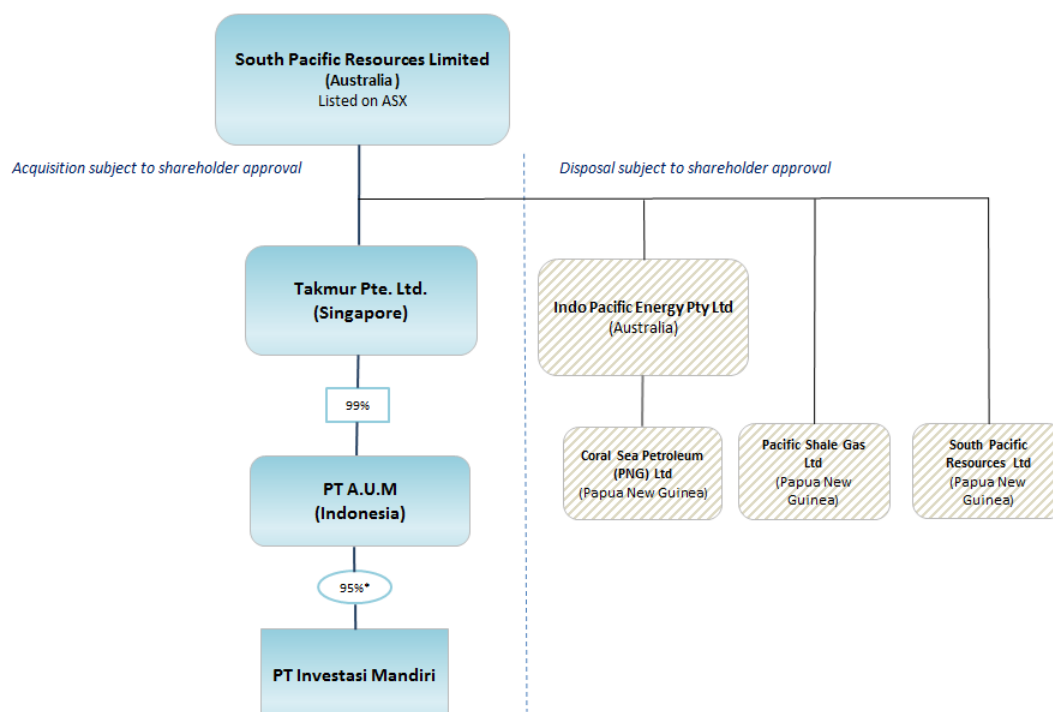 South Pacific Resources Limited
(Australia)
Listed on ASX
Acquisition subject to shareholder approval
Disposal subject to shareholder approval
Takmur Pte. Ltd.
(Singapore)
Indo Pacific Energy Pty Ltd
(Australia)
99%
Coral Sea Petroleum
(PNG) Ltd
(Papua New Guinea)
Pacific Shale Gas
Ltd
(Papua New
Guinea)
South Pacific
Resources Ltd
(Papua New
Guinea)
PT A.U.M
(Indonesia)
95%*
PT Investasi Mandiri